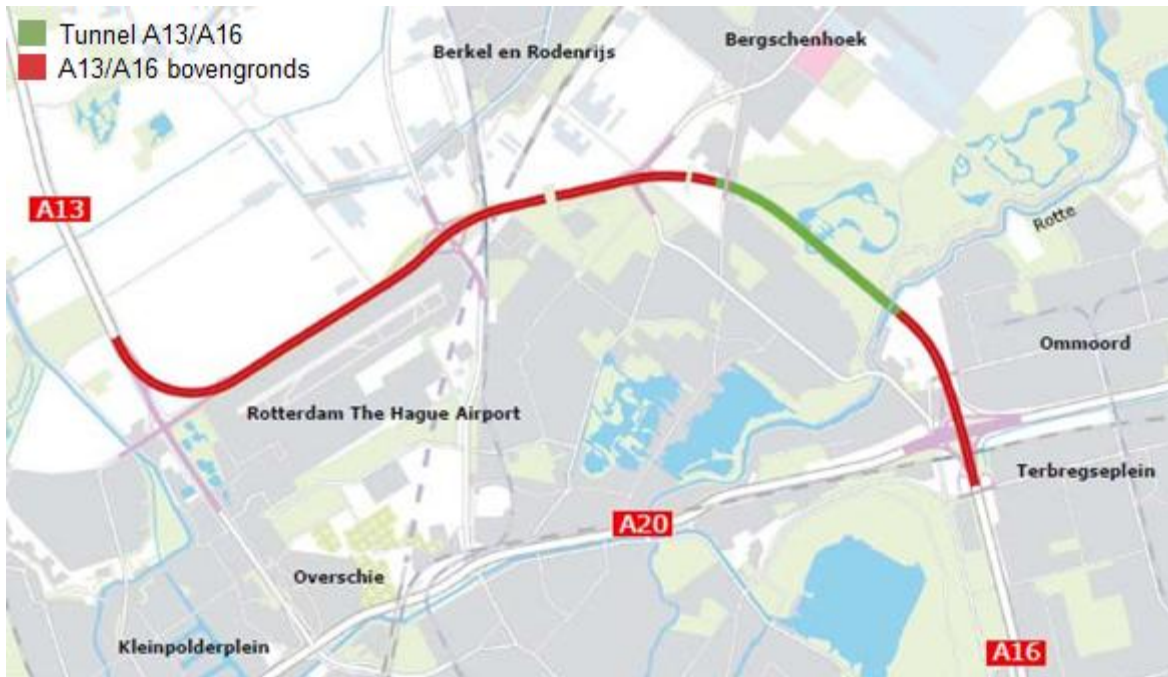 Tunnel A13/A16
A13/A16 bovengronds
Berkel en Rodenrijs
Bergschenhoek
A13
Rotte
Ommoord
Rotterdam The Hague Airport
Terbregseplein
A20
Overschie
Kleinpolderplein
A16